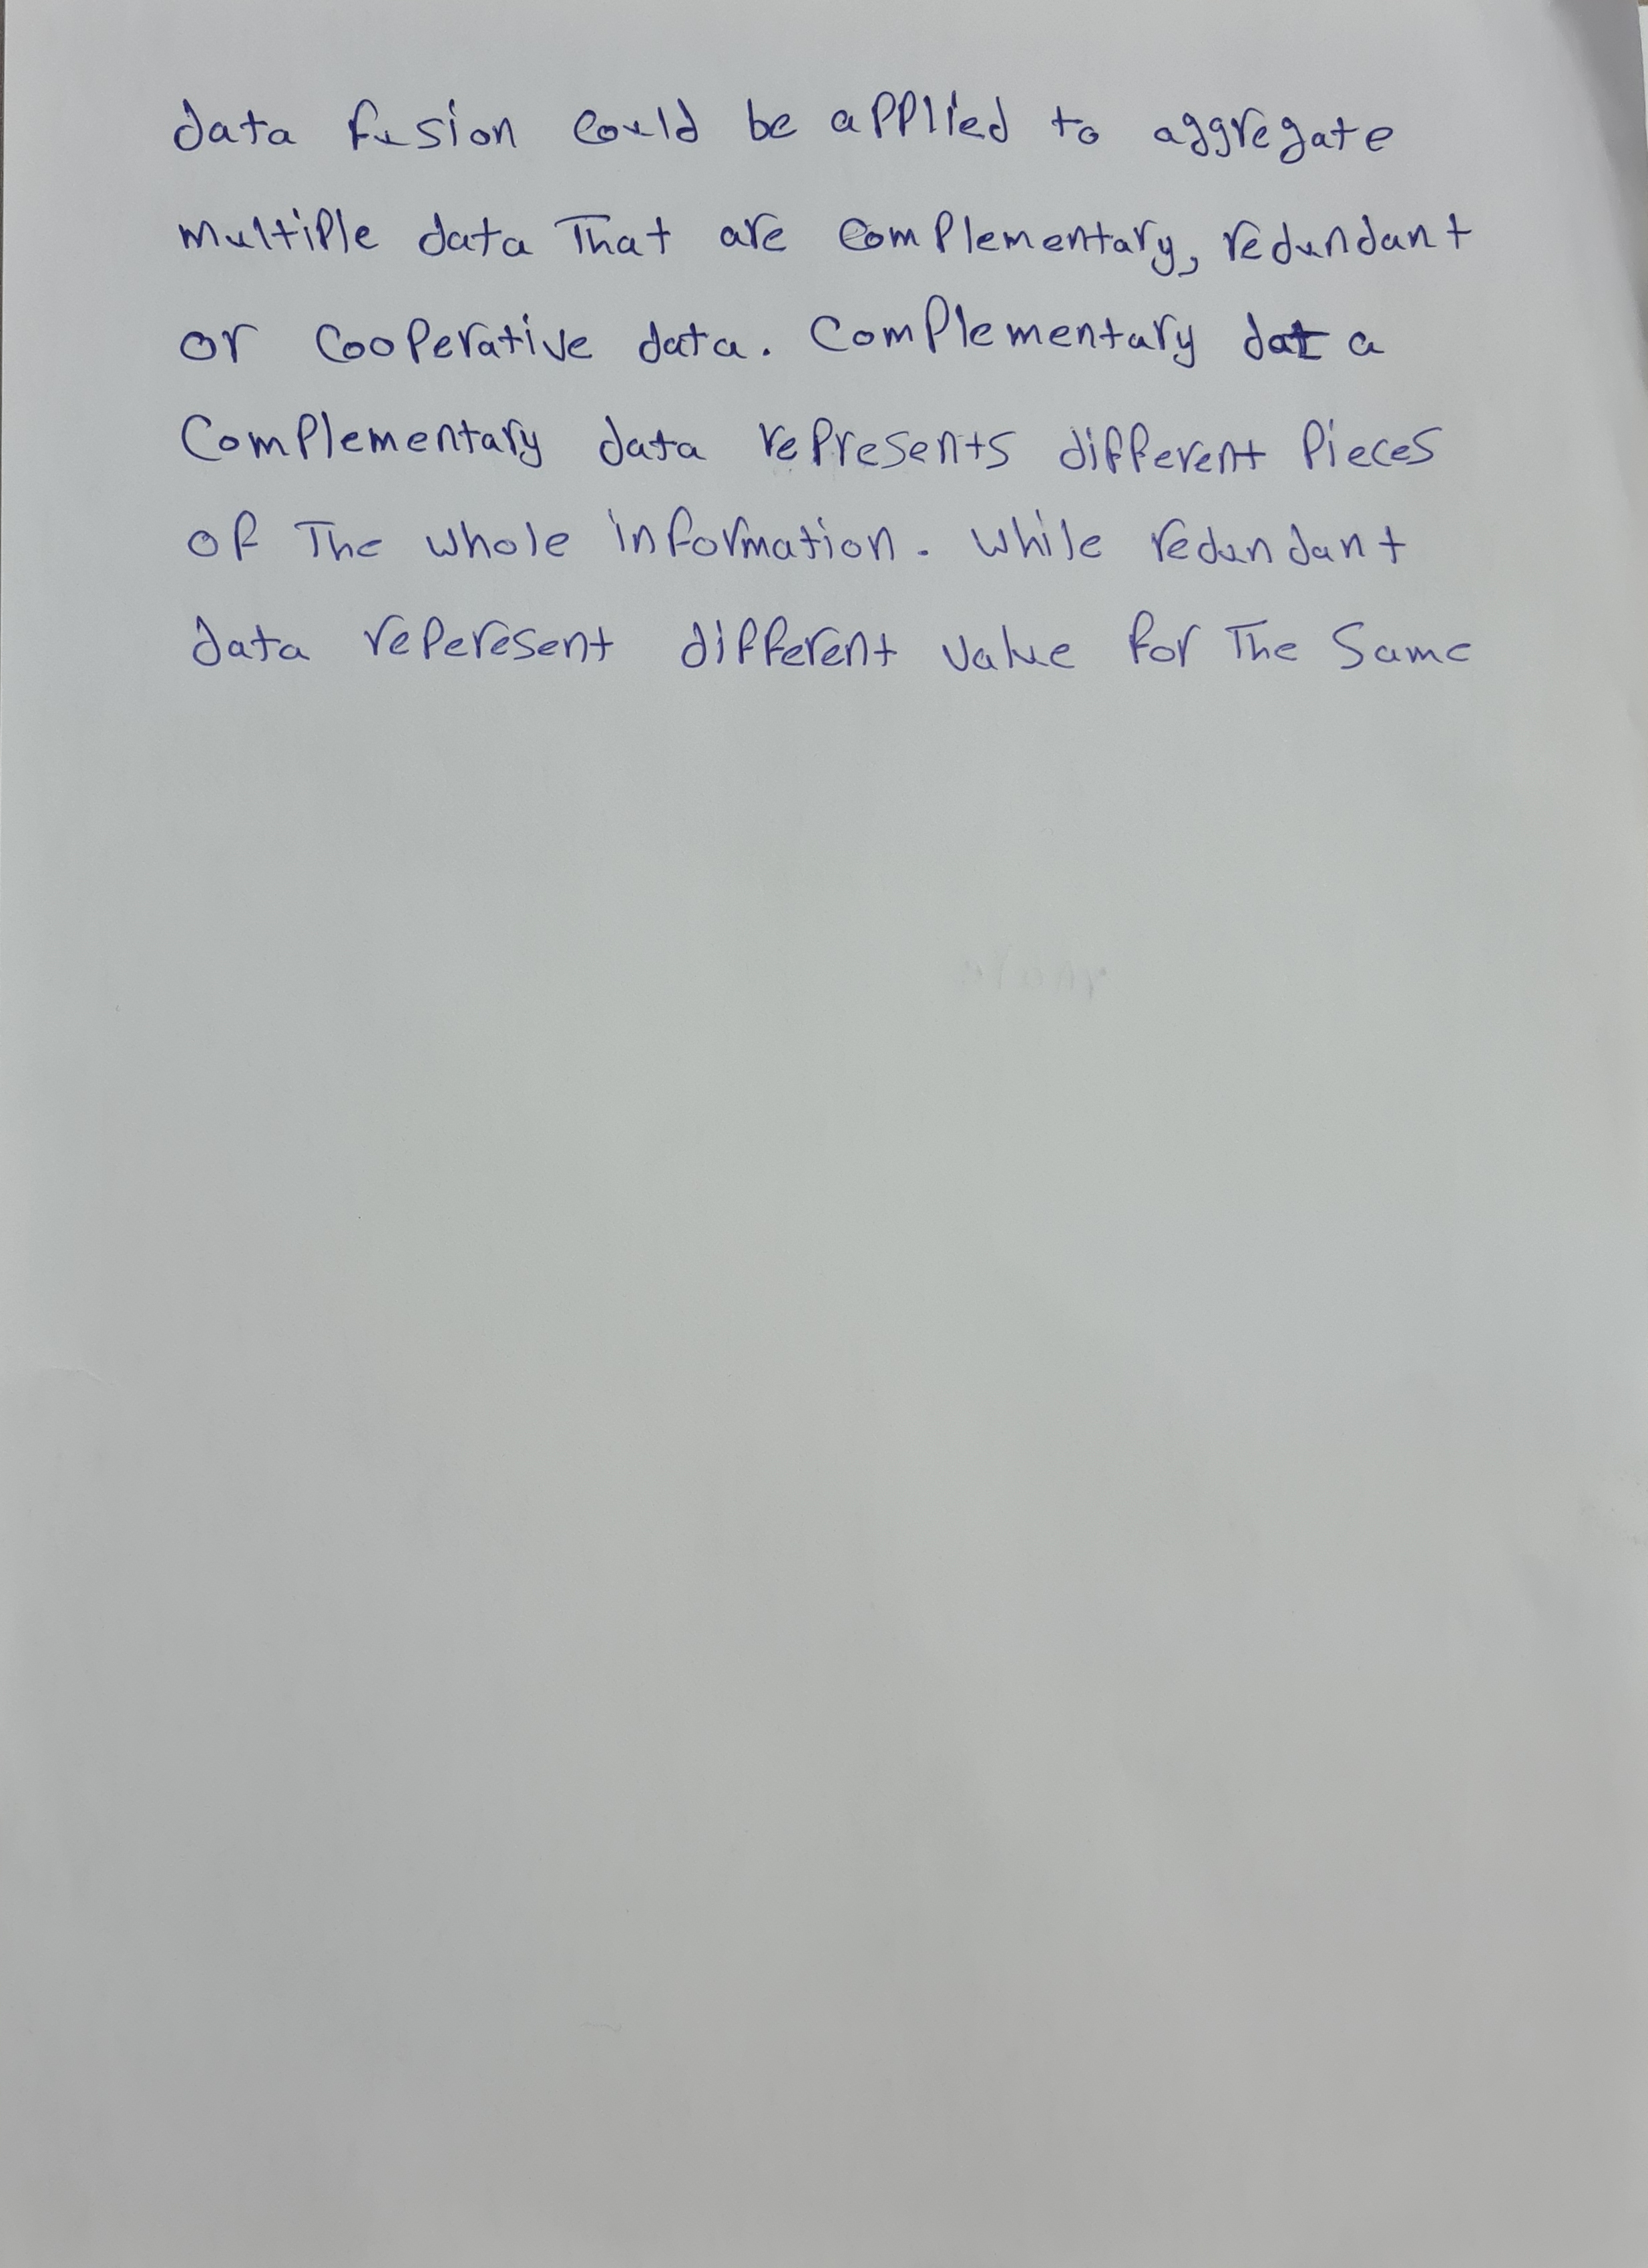 data fusion could be applied to aggregate
multiple data That are complementary, redundant
or cooperative data. Complementary data
Complementary data represents different Pieces
of The whole information. while redundant
data reperesent different value for The Same